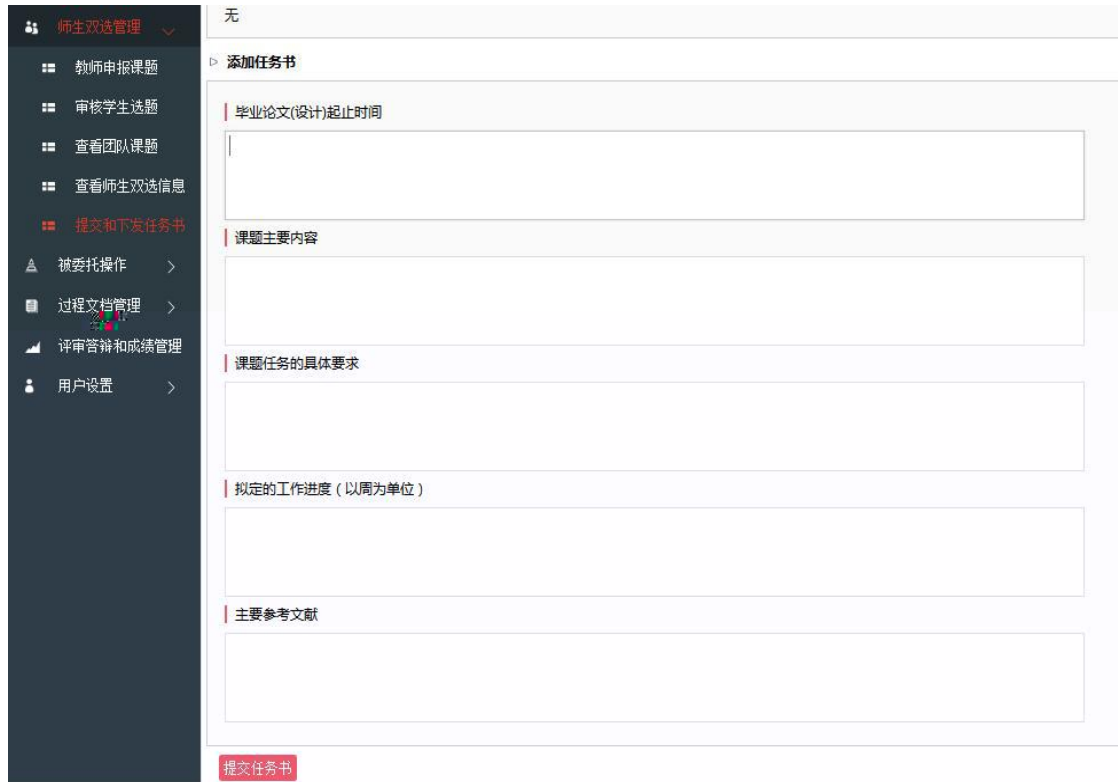 师生双选管理
教师申报课题
审核学生选题
查看团队课题
查看师生双选信息
提交和下发任务书
被委托操作
过程文档管理
评审答辩和成绩管理
用户设置
无
添加任务书
毕业论文(设计)起止时间
课题主要内容
课题任务的具体要求
拟定的工作进度（以周为单位）
主要参考文献
提交任务书